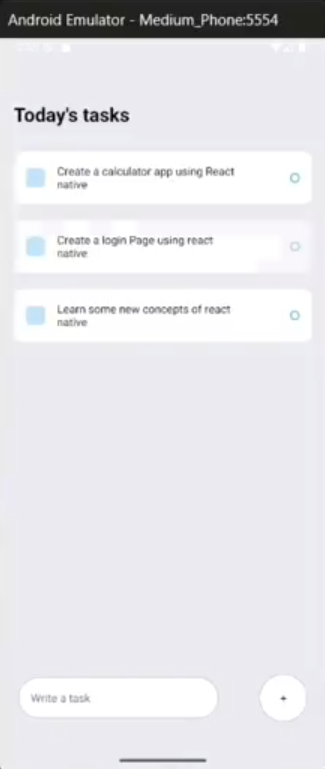 Android Emulator - Medium_Phone:5554
Today's tasks
Create a calculator app using React
native
Create a login Page using react
native
Learn some new concepts of react
native
Write a task
+